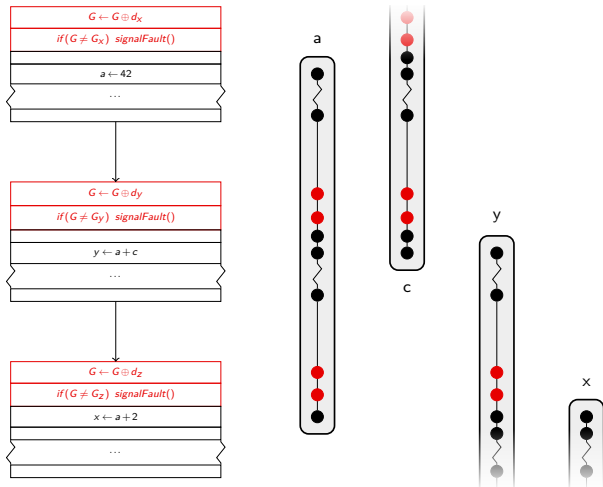 G ← G ⊕ dx
if(G ≠ Gx) signalFault()
a ← 42
...
G ← G ⊕ dy
if(G ≠ Gy) signalFault()
y ← a + c
...
G ← G ⊕ dz
if(G ≠ Gz) signalFault()
x ← a + 2
...
a
c
y
x